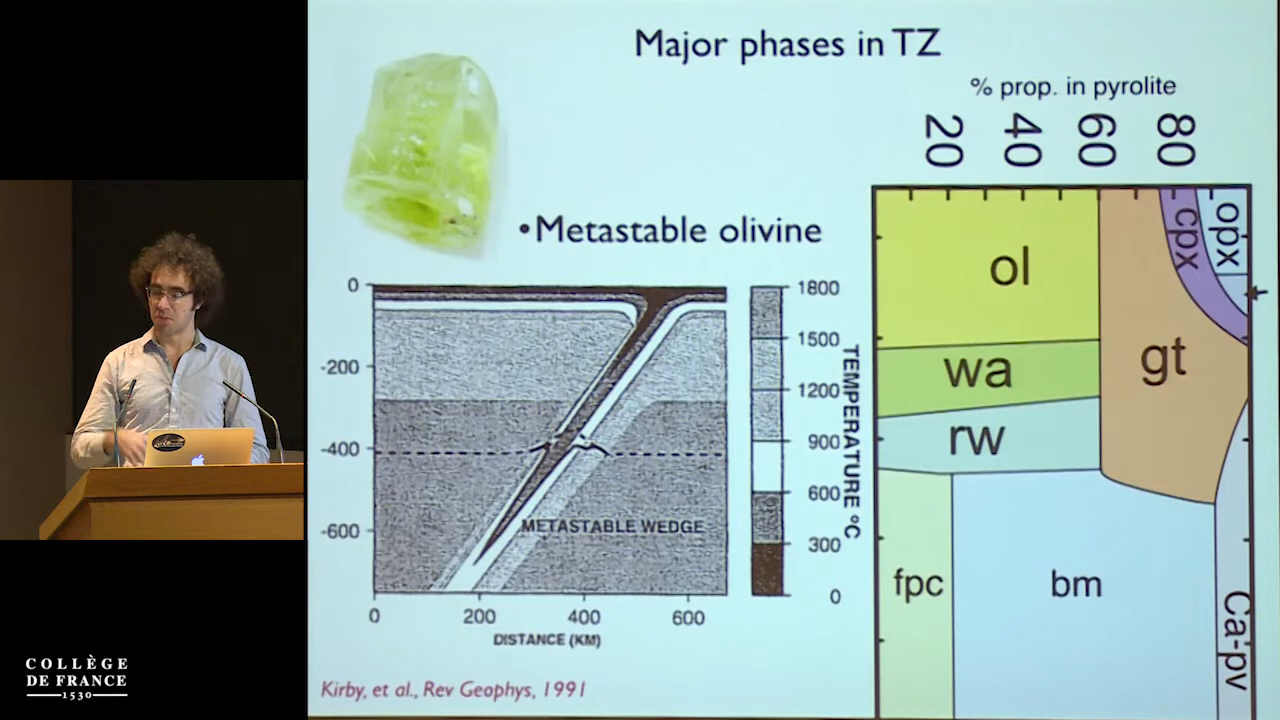 Major phases in TZ
% prop. in pyrolite
20 40 60 80
•Metastable olivine
0
-200
-400
-600
0 200 400 600
DISTANCE (KM)
METASTABLE WEDGE
1800
1500
1200
900
600
300
0
TEMPERATURE °C
ol
wa
rw
fpc
bm
gt
cpx
opx
Ca-pv
Kirby, et al., Rev Geophys, 1991
COLLÈGE
DE FRANCE
1530